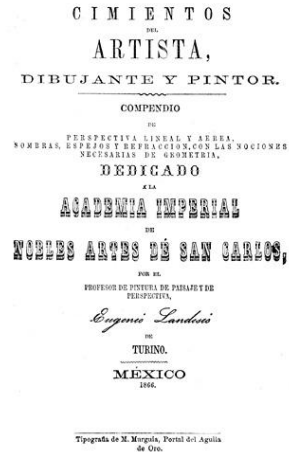 CIMIENTOS
DEL
ARTISTA,
DIBUJANTE Y PINTOR.
COMPENDIO
DE
PERSPECTIVA LINEAL Y AEREA,
SOMBRAS, ESPEJOS Y REFRACCION, CON LAS NOCIONES
NECESARIAS DE GEOMETRIA,
DEDICADO
A LA
ACADEMIA IMPERIAL
DE
NOBLES ARTES DE SAN CARLOS,
POR EL
PROFESOR DE PINTURA DE PAISAJE Y DE
PERSPECTIVA,
Eugenio Landesio
DE
TURINO.
MÉXICO
1866.
Tipografía de M. Murguía, Portal del Aguila
de Oro.